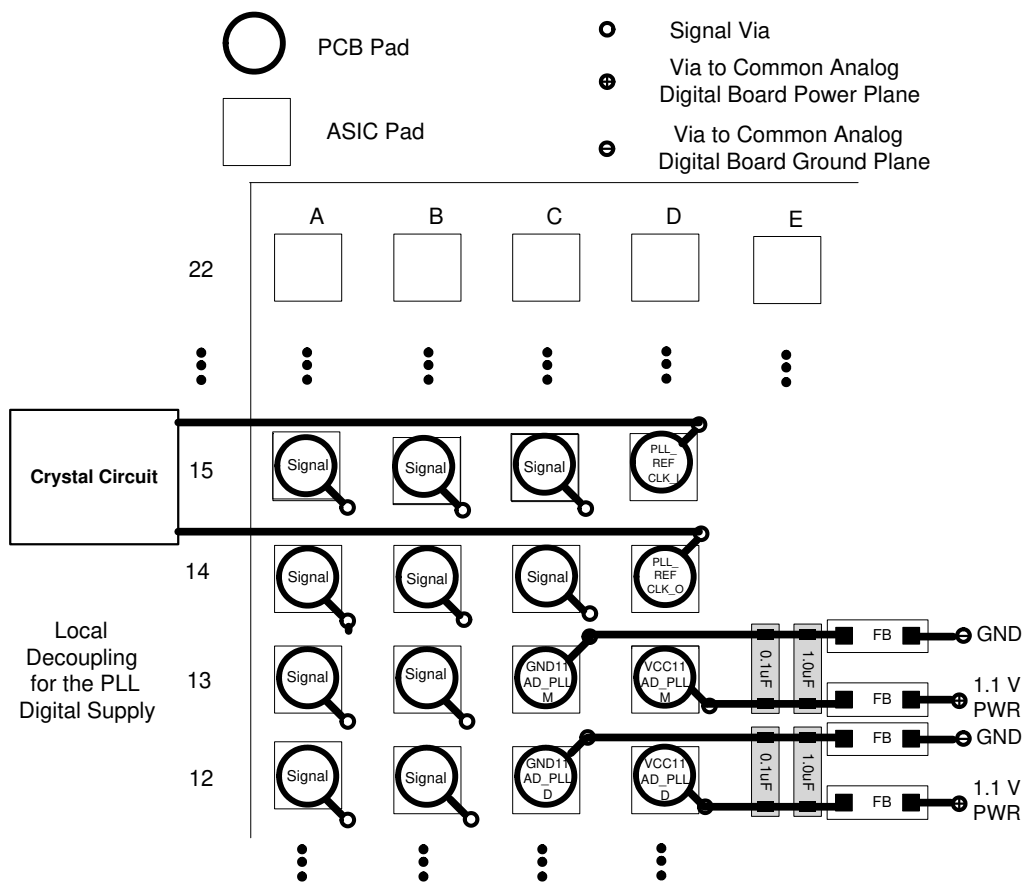 PCB Pad
Signal Via
Via to Common Analog
Digital Board Power Plane
ASIC Pad
Via to Common Analog
Digital Board Ground Plane
A
B
C
D
E
22
Crystal Circuit
15
Signal
Signal
Signal
PLL_
REF
CLK_I
14
Signal
Signal
Signal
PLL_
REF
CLK_O
Local
Decoupling
for the PLL
Digital Supply
13
Signal
Signal
GND11
AD_PLL
M
VCC11
AD_PLL
M
0.1uF
1.0uF
FB
GND
FB
1.1 V
PWR
12
Signal
Signal
GND11
AD_PLL
D
VCC11
AD_PLL
D
0.1uF
1.0uF
FB
GND
FB
1.1 V
PWR